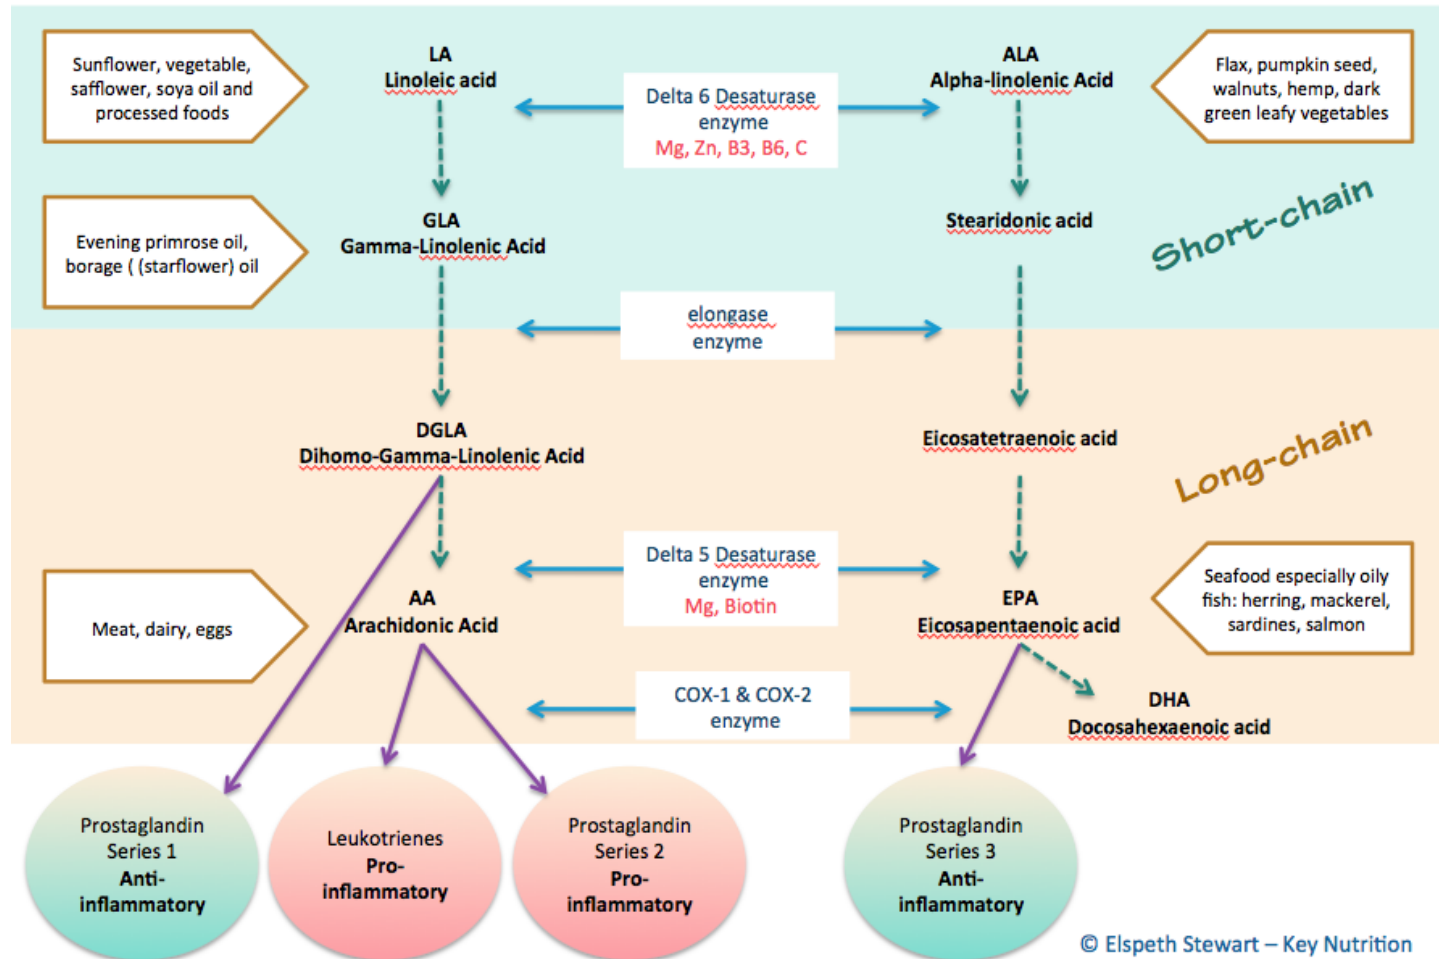 Sunflower, vegetable,
safflower, soya oil and
processed foods
LA
Linoleic acid
Delta 6 Desaturase
enzyme
Mg, Zn, B3, B6, C
ALA
Alpha-linolenic Acid
Flax, pumpkin seed,
walnuts, hemp, dark
green leafy vegetables
Evening primrose oil,
borage ( (starflower) oil
GLA
Gamma-Linolenic Acid
Stearidonic acid
Short-chain
elongase
enzyme
DGLA
Dihomo-Gamma-Linolenic Acid
Eicosatetraenoic acid
Long-chain
Meat, dairy, eggs
AA
Arachidonic Acid
Delta 5 Desaturase
enzyme
Mg, Biotin
EPA
Eicosapentaenoic acid
Seafood especially oily
fish: herring, mackerel,
sardines, salmon
COX-1 & COX-2
enzyme
DHA
Docosahexaenoic acid
Prostaglandin
Series 1
Anti-
inflammatory
Leukotrienes
Pro-
inflammatory
Prostaglandin
Series 2
Pro-
inflammatory
Prostaglandin
Series 3
Anti-
inflammatory
© Elspeth Stewart – Key Nutrition